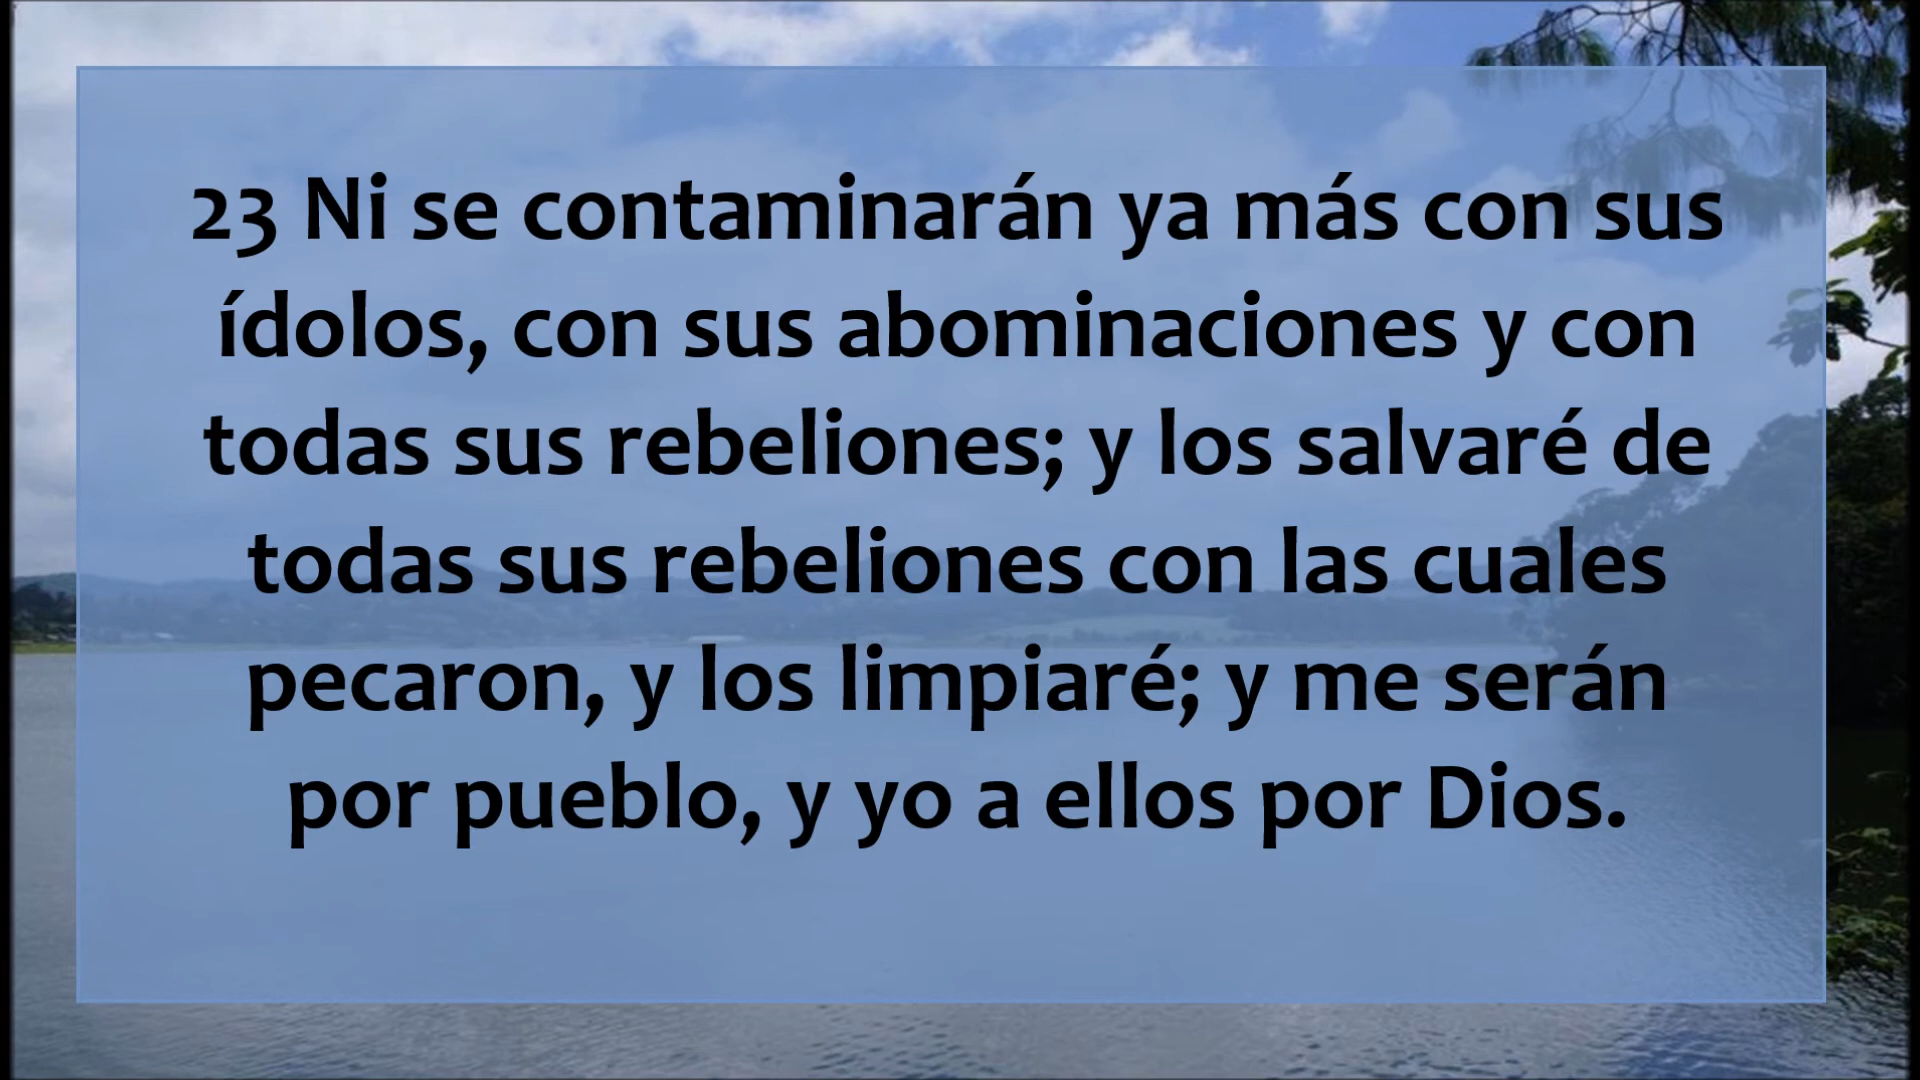 23 Ni se contaminarán ya más con sus
ídolos, con sus abominaciones y con
todas sus rebeliones; y los salvaré de
todas sus rebeliones con las cuales
pecaron, y los limpiaré; y me serán
por pueblo, y yo a ellos por Dios.